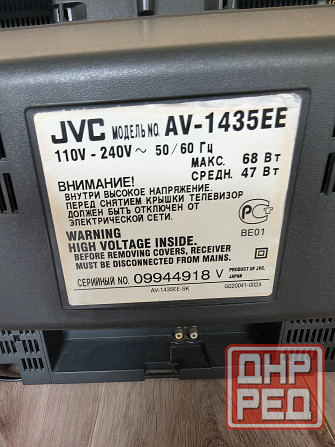 JVC МОДЕЛЬ NO. AV-1435EE
110V - 240V ~ 50/60 Гц
МАКС. 68 Вт
СРЕДН. 47 Вт
ВНИМАНИЕ!
ВНУТРИ ВЫСОКОЕ НАПРЯЖЕНИЕ.
ПЕРЕД СНЯТИЕМ КРЫШКИ ТЕЛЕВИЗОР
ДОЛЖЕН БЫТЬ ОТКЛЮЧЕН ОТ
ЭЛЕКТРИЧЕСКОЙ СЕТИ.
BE01
WARNING
HIGH VOLTAGE INSIDE.
BEFORE REMOVING COVERS, RECEIVER
MUST BE DISCONNECTED FROM MAINS.
СЕРИЙНЫЙ NO. 09944918 V
PRODUCT OF JVC,
JAPAN
AV-1435EE-SK
GG20041-002A
ДНР
РЕД